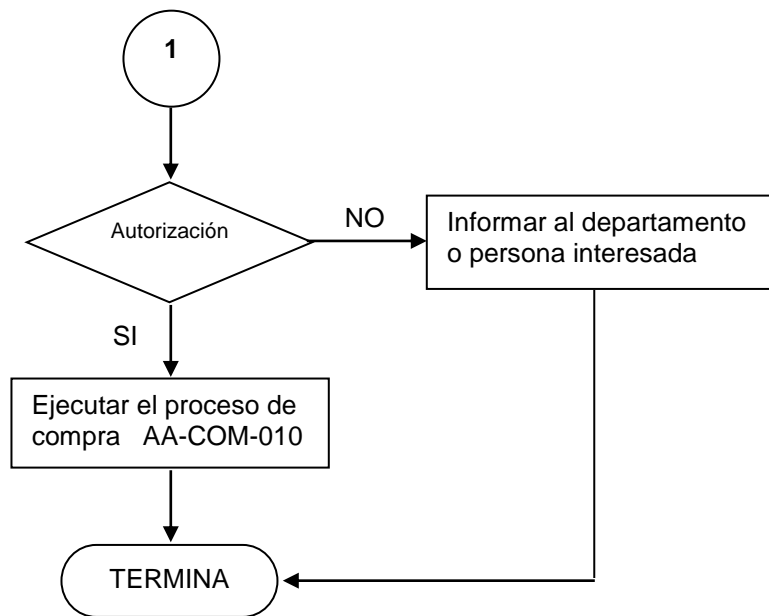 1
Autorización
NO
Informar al departamento
o persona interesada
SI
Ejecutar el proceso de
compra AA-COM-010
TERMINA